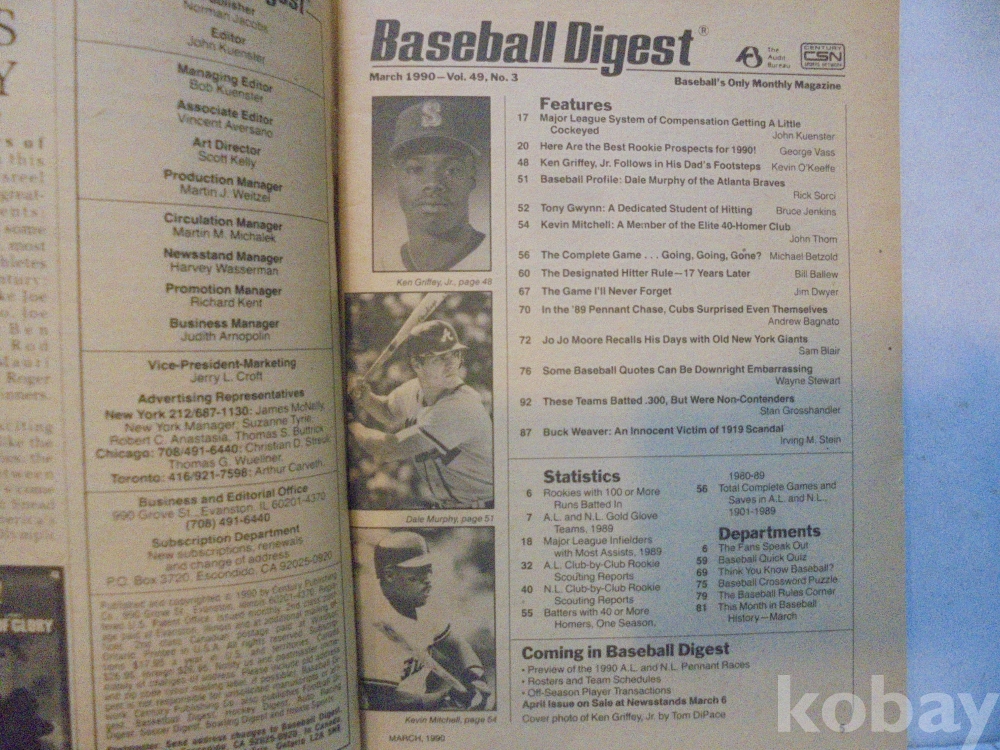 S
Y
Digest
Publisher
Norman Jacobs
Editor
John Kuenster
Managing Editor
Bob Kuenster
Associate Editor
Vincent Aversano
Art Director
Scott Kelly
Production Manager
Martin J. Weitzel
Circulation Manager
Martin M. Michalek
Newsstand Manager
Harvey Wasserman
Promotion Manager
Richard Kent
Business Manager
Judith Arnopolin
Vice-President-Marketing
Jerry L. Croft
Advertising Representatives
New York 212/687-1130: James McNally,
New York Manager, Suzanne Tyrie,
Robert C. Anastasia, Thomas S. Buttrick
Chicago: 708/491-6440: Christian D. Streuli,
Thomas G. Wuellner,
Toronto: 416/921-7598: Arthur Carveth,
Business and Editorial Office
990 Grove St., Evanston, IL 60201-4370
(708) 491-6440
Subscription Department
New subscriptions, renewals
and change of address
P.O. Box 3720, Escondido, CA 92025-0920
Baseball Digest®
The
Audit
Bureau
CENTURY
CSN
SPORTS NETWORK
March 1990—Vol. 49, No. 3
Baseball's Only Monthly Magazine
Ken Griffey, Jr., page 48
Dale Murphy, page 51
Kevin Mitchell, page 54
Features
17 Major League System of Compensation Getting A Little
Cockeyed John Kuenster
20 Here Are the Best Rookie Prospects for 1990! George Vass
48 Ken Griffey, Jr. Follows in His Dad's Footsteps Kevin O'Keeffe
51 Baseball Profile: Dale Murphy of the Atlanta Braves
Rick Sorci
52 Tony Gwynn: A Dedicated Student of Hitting Bruce Jenkins
54 Kevin Mitchell: A Member of the Elite 40-Homer Club
John Thom
56 The Complete Game . . . Going, Going, Gone? Michael Betzold
60 The Designated Hitter Rule—17 Years Later Bill Ballew
67 The Game I'll Never Forget Jim Dwyer
70 In the '89 Pennant Chase, Cubs Surprised Even Themselves
Andrew Bagnato
72 Jo Jo Moore Recalls His Days with Old New York Giants
Sam Blair
76 Some Baseball Quotes Can Be Downright Embarrassing
Wayne Stewart
92 These Teams Batted .300, But Were Non-Contenders
Stan Grosshandler
87 Buck Weaver: An Innocent Victim of 1919 Scandal
Irving M. Stein
Statistics
6 Rookies with 100 or More
Runs Batted In
7 A.L. and N.L. Gold Glove
Teams, 1989
18 Major League Infielders
with Most Assists, 1989
32 A.L. Club-by-Club Rookie
Scouting Reports
40 N.L. Club-by-Club Rookie
Scouting Reports
55 Batters with 40 or More
Homers, One Season,
1980-89
56 Total Complete Games and
Saves in A.L. and N.L.,
1901-1989
Departments
6 The Fans Speak Out
59 Baseball Quick Quiz
69 Think You Know Baseball?
75 Baseball Crossword Puzzle
79 The Baseball Rules Corner
81 This Month in Baseball
History—March
Coming in Baseball Digest
• Preview of the 1990 A.L. and N.L. Pennant Races
• Rosters and Team Schedules
• Off-Season Player Transactions
April Issue on Sale at Newsstands March 6
Cover photo of Ken Griffey, Jr. by Tom DiPace
MARCH, 1990
kobay